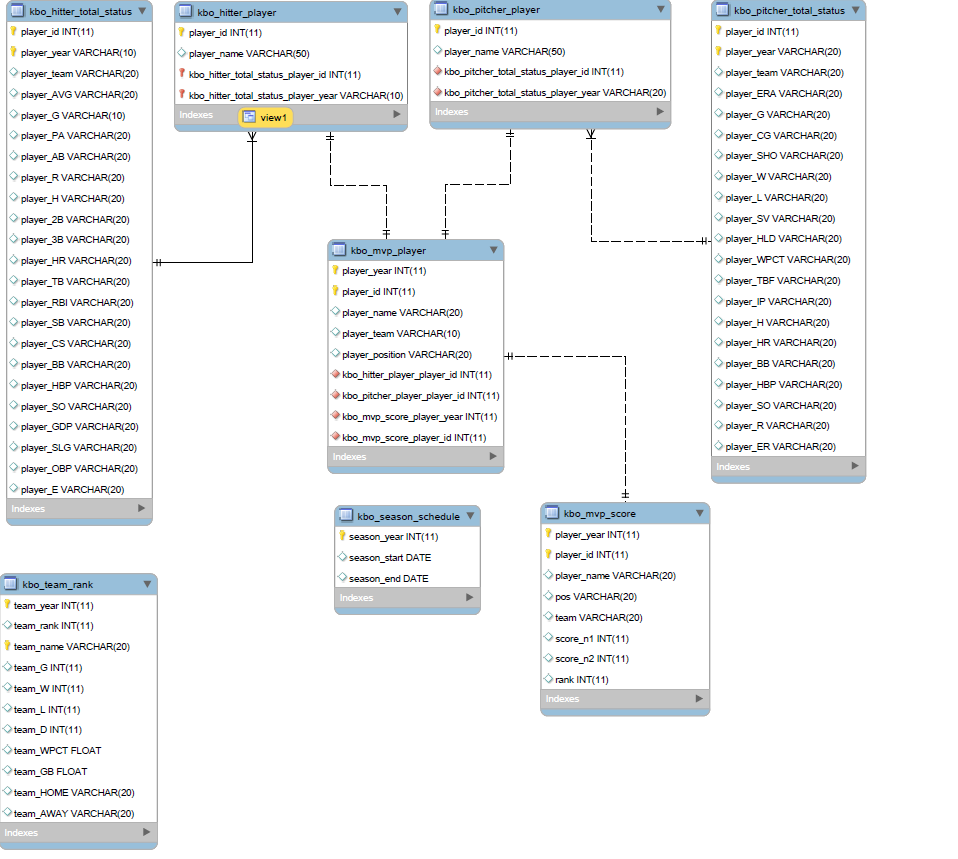 kbo_hitter_total_status
player_id INT(11)
player_year VARCHAR(10)
player_team VARCHAR(20)
player_AVG VARCHAR(20)
player_G VARCHAR(10)
player_PA VARCHAR(20)
player_AB VARCHAR(20)
player_R VARCHAR(20)
player_H VARCHAR(20)
player_2B VARCHAR(20)
player_3B VARCHAR(20)
player_HR VARCHAR(20)
player_TB VARCHAR(20)
player_RBI VARCHAR(20)
player_SB VARCHAR(20)
player_CS VARCHAR(20)
player_BB VARCHAR(20)
player_HBP VARCHAR(20)
player_SO VARCHAR(20)
player_GDP VARCHAR(20)
player_SLG VARCHAR(20)
player_OBP VARCHAR(20)
player_E VARCHAR(20)
Indexes
kbo_hitter_player
player_id INT(11)
player_name VARCHAR(50)
kbo_hitter_total_status_player_id INT(11)
kbo_hitter_total_status_player_year VARCHAR(10)
Indexes
view1
kbo_pitcher_player
player_id INT(11)
player_name VARCHAR(50)
kbo_pitcher_total_status_player_id INT(11)
kbo_pitcher_total_status_player_year VARCHAR(20)
Indexes
kbo_pitcher_total_status
player_id INT(11)
player_year VARCHAR(20)
player_team VARCHAR(20)
player_ERA VARCHAR(20)
player_G VARCHAR(20)
player_CG VARCHAR(20)
player_SHO VARCHAR(20)
player_W VARCHAR(20)
player_L VARCHAR(20)
player_SV VARCHAR(20)
player_HLD VARCHAR(20)
player_WPCT VARCHAR(20)
player_TBF VARCHAR(20)
player_IP VARCHAR(20)
player_H VARCHAR(20)
player_HR VARCHAR(20)
player_BB VARCHAR(20)
player_HBP VARCHAR(20)
player_SO VARCHAR(20)
player_R VARCHAR(20)
player_ER VARCHAR(20)
Indexes
kbo_mvp_player
player_year INT(11)
player_id INT(11)
player_name VARCHAR(20)
player_team VARCHAR(10)
player_position VARCHAR(20)
kbo_hitter_player_player_id INT(11)
kbo_pitcher_player_player_id INT(11)
kbo_mvp_score_player_year INT(11)
kbo_mvp_score_player_id INT(11)
Indexes
kbo_season_schedule
season_year INT(11)
season_start DATE
season_end DATE
Indexes
kbo_mvp_score
player_year INT(11)
player_id INT(11)
player_name VARCHAR(20)
pos VARCHAR(20)
team VARCHAR(20)
score_n1 INT(11)
score_n2 INT(11)
rank INT(11)
Indexes
kbo_team_rank
team_year INT(11)
team_rank INT(11)
team_name VARCHAR(20)
team_G INT(11)
team_W INT(11)
team_L INT(11)
team_D INT(11)
team_WPCT FLOAT
team_GB FLOAT
team_HOME VARCHAR(20)
team_AWAY VARCHAR(20)
Indexes